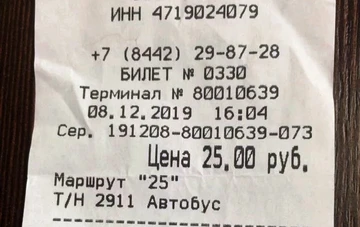 ИНН 4719024079
+7 (8442) 29-87-28
БИЛЕТ № 0330
Терминал № 80010639
08.12.2019 16:04
Сер. 191208-80010639-073
Цена 25.00 руб.
Маршрут "25"
Т/Н 2911 Автобус